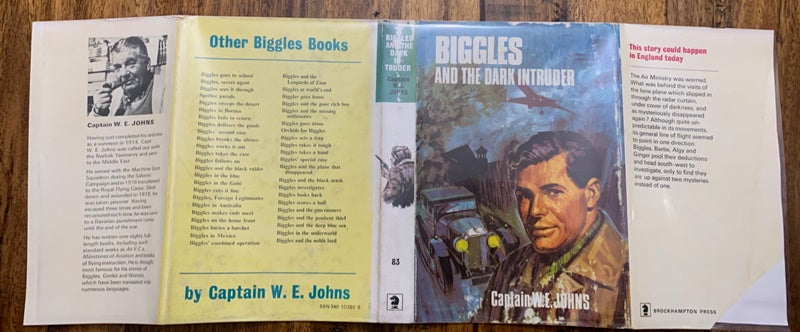 Captain W. E. JOHNS
Having just completed his articles
as a surveyor in 1914, Capt.
W. E. Johns was called out with
the Norfolk Yeomanry and sent
to the Middle East.
He served with the Machine Gun
Squadron during the Salonic
Campaign and in 1916 transferred
to the Royal Flying Corps. Shot
down and wounded in 1918, he
was taken prisoner. Having
escaped three times and been
recaptured each time, he was sent
to a Bavarian punishment camp
until the end of the war.
He has written over eighty full-
length books, including such
standard works as Air V.C.s,
Milestones of Aviation, and books
of flying instruction. He is though
most famous for his stories of
Biggles, Gimlet and Worrals,
which have been translated into
numerous languages.
Other Biggles Books
Biggles goes to school
Biggles, secret agent
Biggles sees it through
Spitfire parade
Biggles sweeps the desert
Biggles in Borneo
Biggles fails to return
Biggles delivers the goods
Biggles' second case
Biggles breaks the silence
Biggles works it out
Biggles takes the case
Biggles follows on
Biggles and the black raider
Biggles in the blue
Biggles in the Gobi
Biggles cuts it fine
Biggles, Foreign Legionnaire
Biggles in Australia
Biggles makes ends meet
Biggles on the home front
Biggles buries a hatchet
Biggles in Mexico
Biggles' combined operation
Biggles and the
Leopards of Zinn
Biggles at world's end
Biggles goes home
Biggles and the poor rich boy
Biggles and the missing
millionaire
Biggles goes alone
Orchids for Biggles
Biggles sets a trap
Biggles takes it rough
Biggles takes a hand
Biggles' special case
Biggles and the plane that
disappeared
Biggles and the black mask
Biggles investigates
Biggles looks back
Biggles scores a bull
Biggles and the gun runners
Biggles and the penitent thief
Biggles and the deep blue sea
Biggles in the underworld
Biggles and the noble lord
by Captain W. E. Johns
BIGGLES
AND THE
DARK
IN-
TRUDER
Captain
W. E.
JOHNS
83
BIGGLES
AND THE DARK INTRUDER
Captain W. E. JOHNS
This story could happen
in England today
The Air Ministry was worried.
What was behind the visits of
the lone plane which slipped in
through the radar curtain,
under cover of darkness, and
as mysteriously disappeared
again? Although quite un-
predictable in its movements,
its general line of flight seemed
to point in one direction.
Biggles, Bertie, Algy and
Ginger pool their deductions
and head south-west to
investigate, only to find they
are up against two mysteries
instead of one.
BROCKHAMPTON PRESS